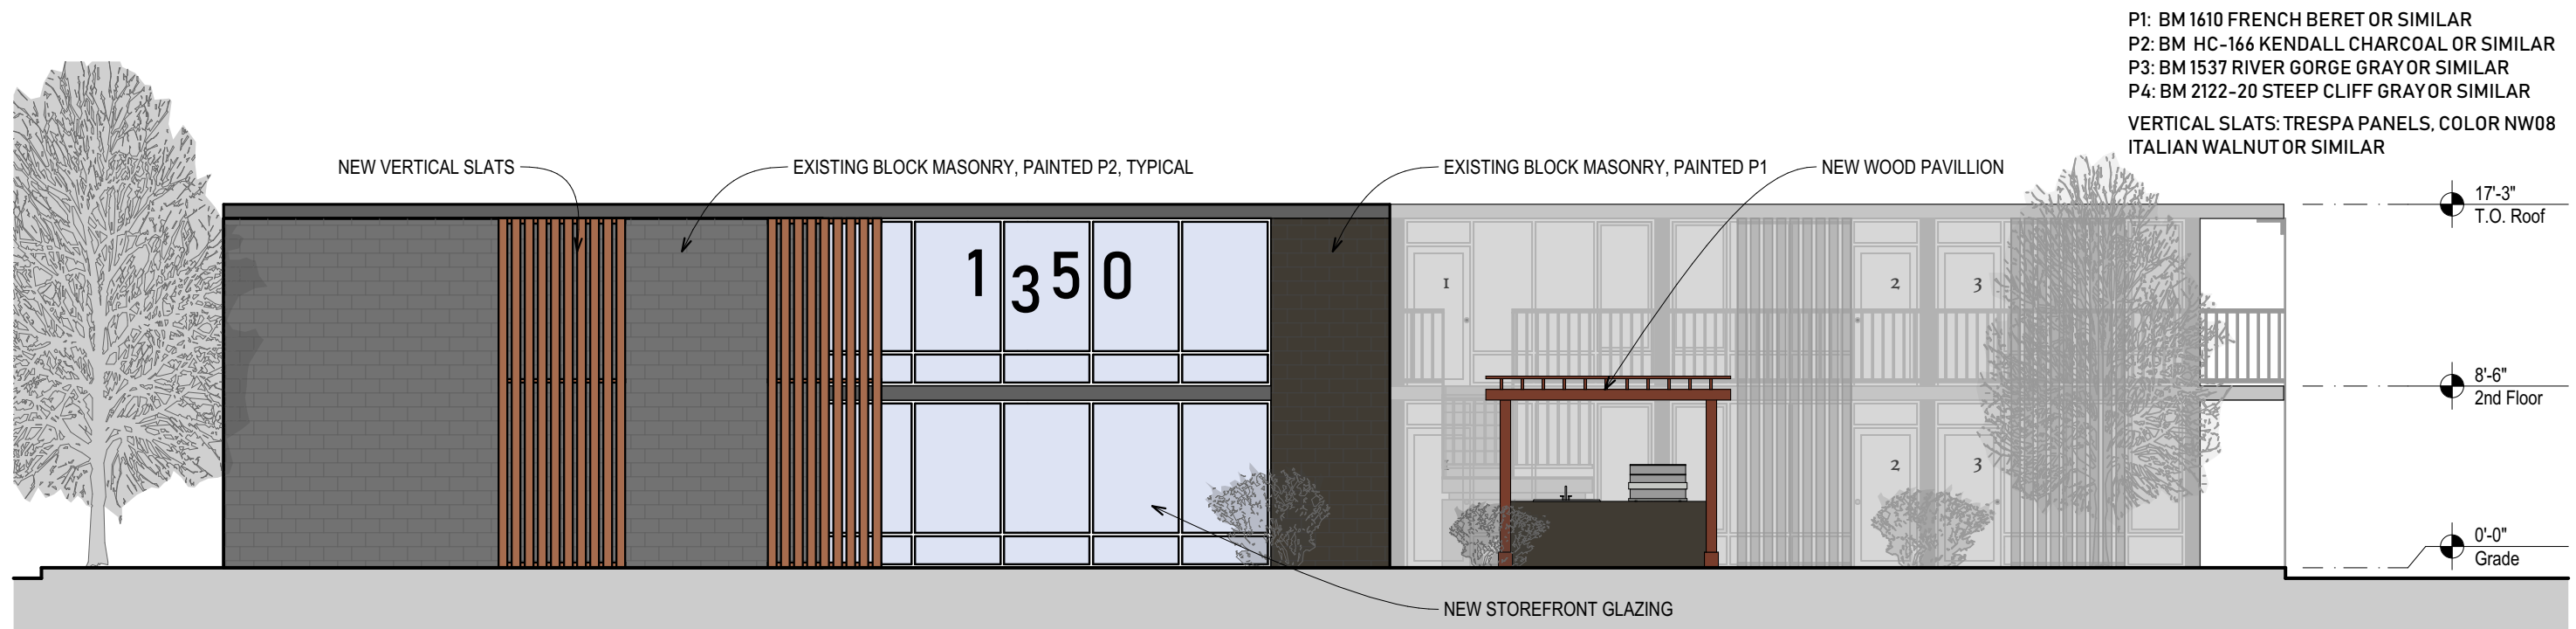 P1: BM 1610 FRENCH BERET OR SIMILAR
P2: BM HC-166 KENDALL CHARCOAL OR SIMILAR
P3: BM 1537 RIVER GORGE GRAY OR SIMILAR
P4: BM 2122-20 STEEP CLIFF GRAY OR SIMILAR
VERTICAL SLATS: TRESPA PANELS, COLOR NW08
ITALIAN WALNUT OR SIMILAR
NEW VERTICAL SLATS
EXISTING BLOCK MASONRY, PAINTED P2, TYPICAL
EXISTING BLOCK MASONRY, PAINTED P1
NEW WOOD PAVILLION
17'-3"
T.O. Roof
1350
1
2
3
8'-6"
2nd Floor
1
2
3
0'-0"
Grade
NEW STOREFRONT GLAZING